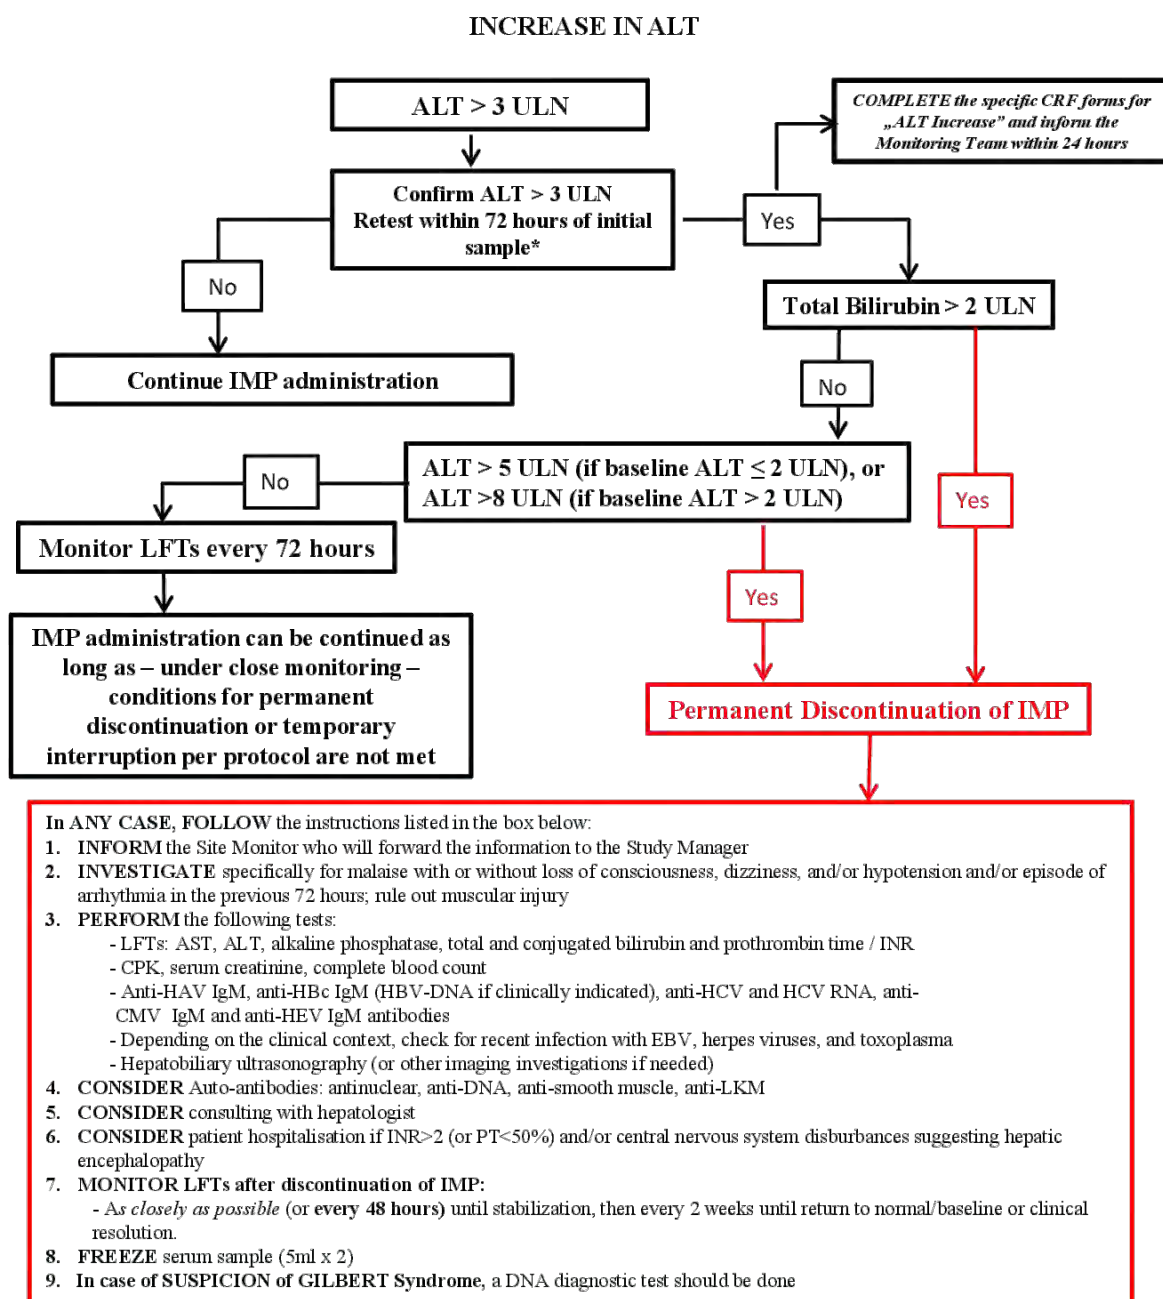 INCREASE IN ALT
ALT > 3 ULN
COMPLETE the specific CRF forms for
„ALT Increase” and inform the
Monitoring Team within 24 hours
Confirm ALT > 3 ULN
Retest within 72 hours of initial
sample*
Yes
No
Total Bilirubin > 2 ULN
Continue IMP administration
No
ALT > 5 ULN (if baseline ALT ≤ 2 ULN), or
ALT >8 ULN (if baseline ALT > 2 ULN)
No
Yes
Monitor LFTs every 72 hours
Yes
IMP administration can be continued as
long as – under close monitoring –
conditions for permanent
discontinuation or temporary
interruption per protocol are not met
Permanent Discontinuation of IMP
In ANY CASE, FOLLOW the instructions listed in the box below:
1. INFORM the Site Monitor who will forward the information to the Study Manager
2. INVESTIGATE specifically for malaise with or without loss of consciousness, dizziness, and/or hypotension and/or episode of
arrhythmia in the previous 72 hours; rule out muscular injury
3. PERFORM the following tests:
- LFTs: AST, ALT, alkaline phosphatase, total and conjugated bilirubin and prothrombin time / INR
- CPK, serum creatinine, complete blood count
- Anti-HAV IgM, anti-HBc IgM (HBV-DNA if clinically indicated), anti-HCV and HCV RNA, anti-
CMV IgM and anti-HEV IgM antibodies
- Depending on the clinical context, check for recent infection with EBV, herpes viruses, and toxoplasma
- Hepatobiliary ultrasonography (or other imaging investigations if needed)
4. CONSIDER Auto-antibodies: antinuclear, anti-DNA, anti-smooth muscle, anti-LKM
5. CONSIDER consulting with hepatologist
6. CONSIDER patient hospitalisation if INR>2 (or PT<50%) and/or central nervous system disburbances suggesting hepatic
encephalopathy
7. MONITOR LFTs after discontinuation of IMP:
- As closely as possible (or every 48 hours) until stabilization, then every 2 weeks until return to normal/baseline or clinical
resolution.
8. FREEZE serum sample (5ml x 2)
9. In case of SUSPICION of GILBERT Syndrome, a DNA diagnostic test should be done